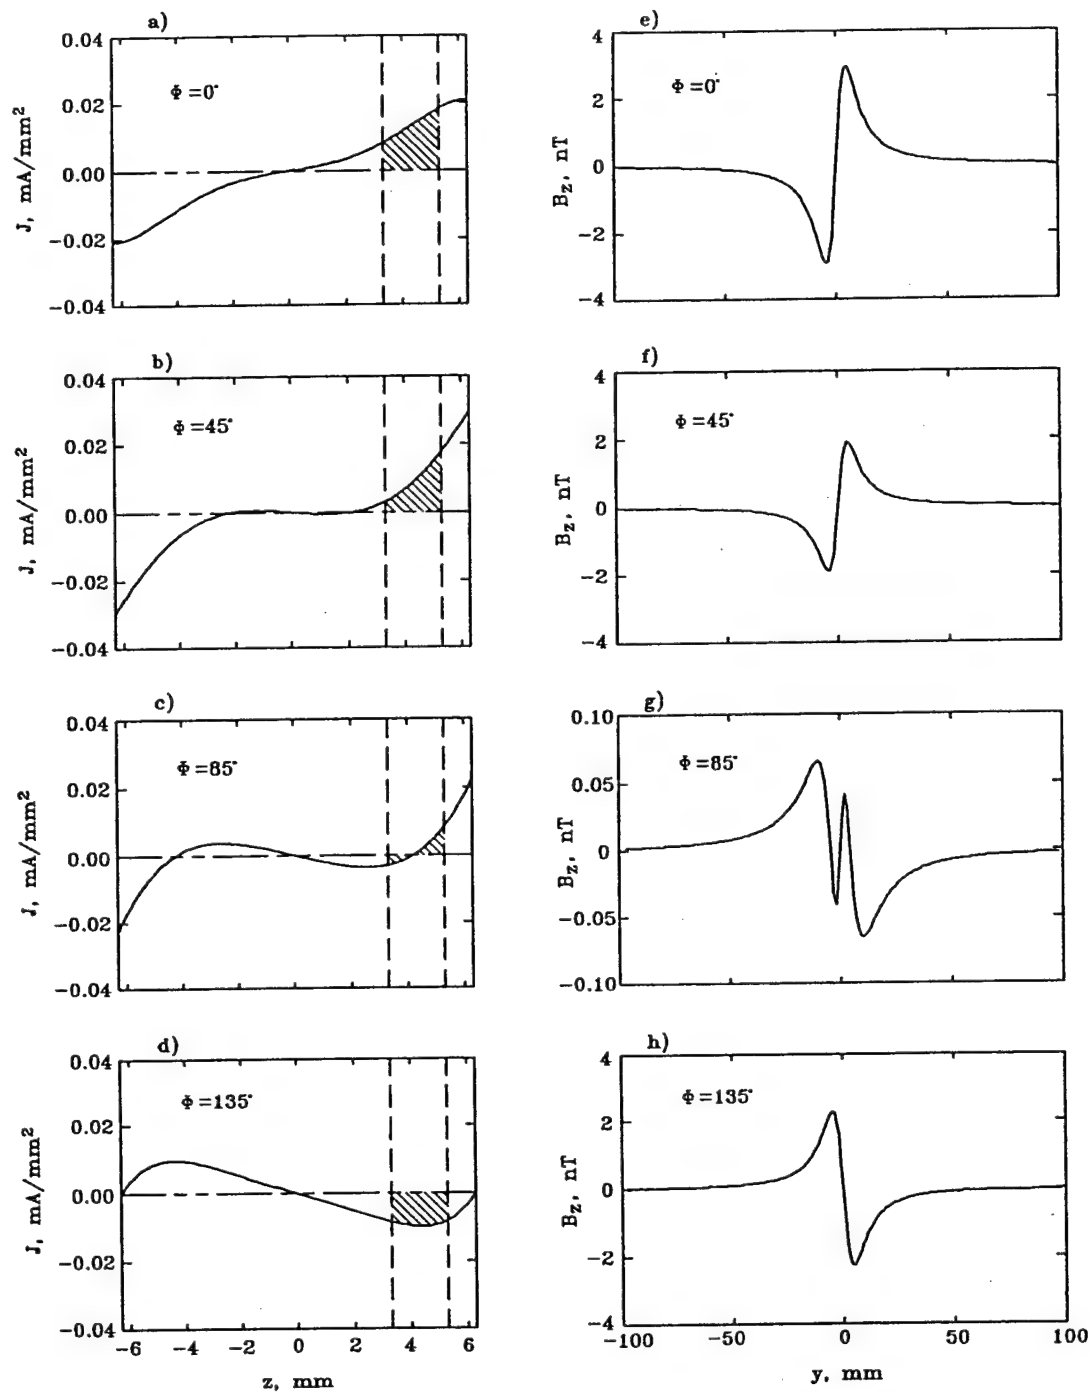 a)
0.04
0.02
0.00
-0.02
-0.04
J, mA/mm²
Φ=0°
e)
4
2
0
-2
-4
B_Z, nT
Φ=0°
b)
0.04
0.02
0.00
-0.02
-0.04
J, mA/mm²
Φ=45°
f)
4
2
0
-2
-4
B_Z, nT
Φ=45°
c)
0.04
0.02
0.00
-0.02
-0.04
J, mA/mm²
Φ=85°
g)
0.10
0.05
0
-0.05
-0.10
B_Z, nT
Φ=85°
d)
0.04
0.02
0.00
-0.02
-0.04
J, mA/mm²
Φ=135°
-6 -4 -2 0 2 4 6
z, mm
h)
4
2
0
-2
-4
B_Z, nT
Φ=135°
-100 -50 0 50 100
y, mm